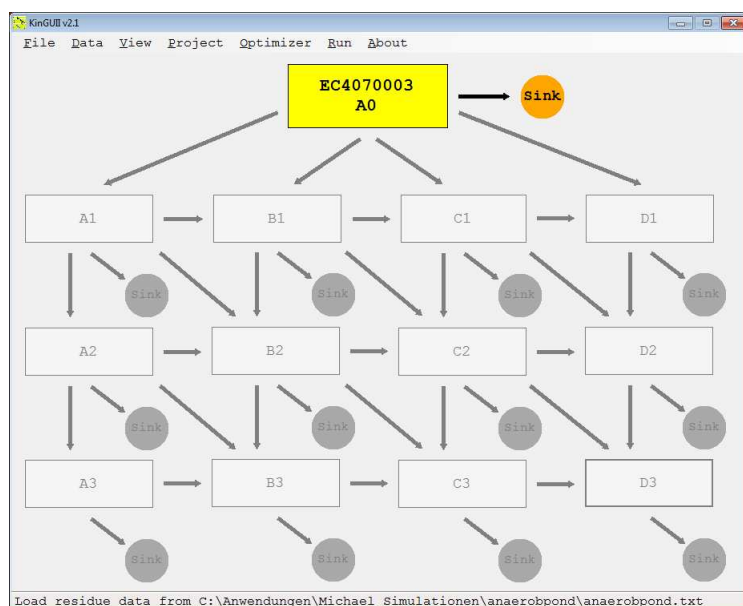 KinGUII v2.1
File Data View Project Optimizer Run About
EC4070003
A0
Sink
A1 B1 C1 D1
Sink Sink Sink Sink
A2 B2 C2 D2
Sink Sink Sink Sink
A3 B3 C3 D3
Sink Sink Sink Sink
Load residue data from C:\Anwendungen\Michael Simulationen\anaerobpond\anaerobpond.txt